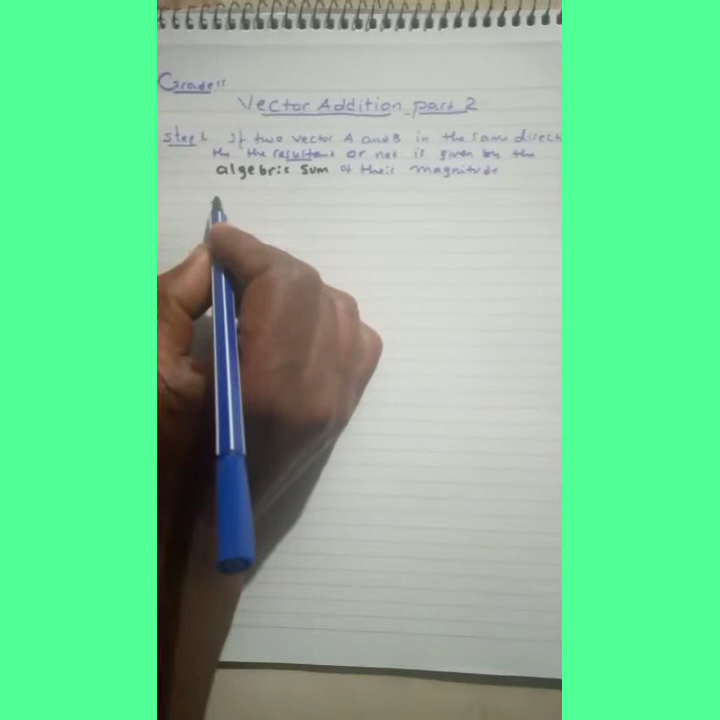 Grade 11
Vector Addition part 2
Step 1 If two vector A and B in the same direct
the the resultant or net is given by the
algebric Sum of their magnitude